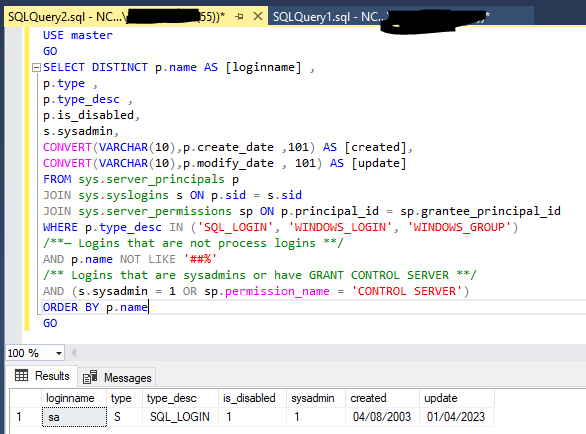 SQLQuery2.sql - NC...\ (55))*
SQLQuery1.sql - NC...\ ))*
USE master
GO
SELECT DISTINCT p.name AS [loginname] ,
p.type ,
p.type_desc ,
p.is_disabled,
s.sysadmin,
CONVERT(VARCHAR(10),p.create_date ,101) AS [created],
CONVERT(VARCHAR(10),p.modify_date , 101) AS [update]
FROM sys.server_principals p
JOIN sys.syslogins s ON p.sid = s.sid
JOIN sys.server_permissions sp ON p.principal_id = sp.grantee_principal_id
WHERE p.type_desc IN ('SQL_LOGIN', 'WINDOWS_LOGIN', 'WINDOWS_GROUP')
/**– Logins that are not process logins **/
AND p.name NOT LIKE '##%'
/** Logins that are sysadmins or have GRANT CONTROL SERVER **/
AND (s.sysadmin = 1 OR sp.permission_name = 'CONTROL SERVER')
ORDER BY p.name
GO
100 %
Results Messages
loginname type type_desc is_disabled sysadmin created update
1 sa S SQL_LOGIN 1 1 04/08/2003 01/04/2023